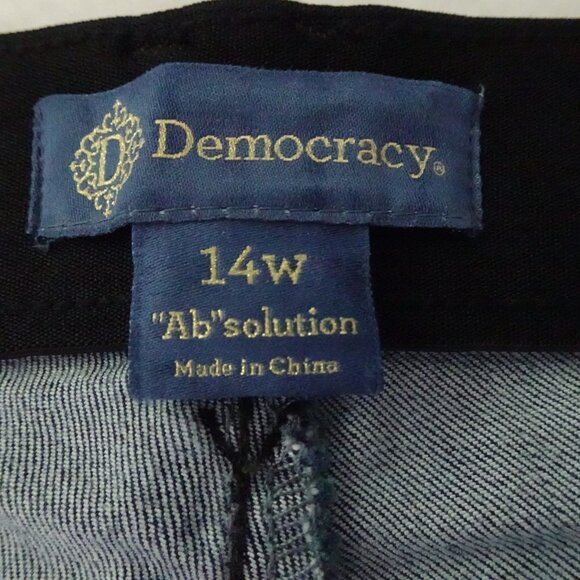 D Democracy®
14W
"Ab"solution
Made in China